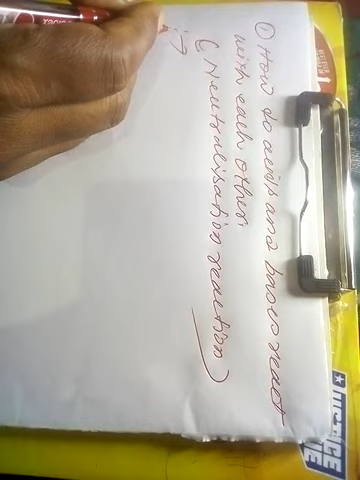 ① How do acids and bases react
with each other.
( Neutralisation reaction )
:→